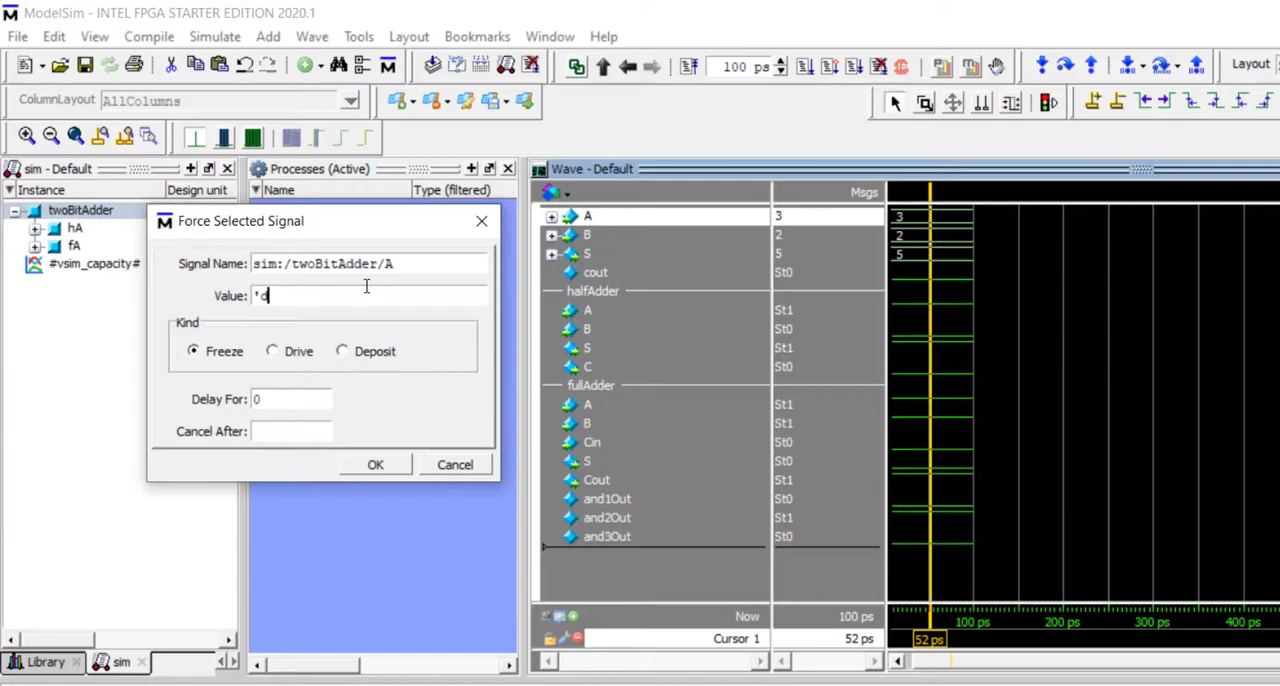 ModelSim - INTEL FPGA STARTER EDITION 2020.1
File Edit View Compile Simulate Add Wave Tools Layout Bookmarks Window Help
100 ps
Layout
ColumnLayout AllColumns
sim - Default
Instance Design unit
twoBitAdder
hA
fA
#vsim_capacity#
Library sim
Processes (Active)
Name Type (filtered)
Force Selected Signal
Signal Name: sim:/twoBitAdder/A
Value: 'd
Kind
Freeze Drive Deposit
Delay For: 0
Cancel After:
OK Cancel
Wave - Default
Msgs
A 3 3
B 2 2
S 5 5
cout St0
halfAdder
A St1
B St0
S St1
C St0
fullAdder
A St1
B St1
Cin St0
S St0
Cout St1
and1Out St0
and2Out St1
and3Out St0
Now 100 ps 100 ps 200 ps 300 ps 400 ps
Cursor 1 52 ps 52 ps